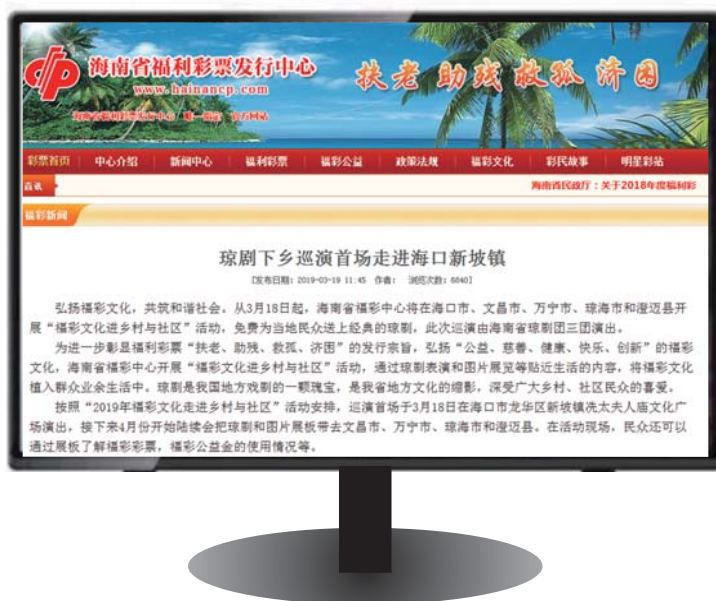 海南省福利彩票发行中心
www.hainancp.com
扶老 助残 救孤 济困
海南省福利彩票发行中心 唯一指定 官方网站
彩票首页 中心介绍 新闻中心 福利彩票 福彩公益 政策法规 福彩文化 彩民故事 明星彩站
海南省民政厅：关于2018年度福利彩
福彩新闻
琼剧下乡巡演首场走进海口新坡镇
[发布日期：2019-03-19 11:45 作者： 浏览次数：6840]
弘扬福彩文化，共筑和谐社会。从3月18日起，海南省福彩中心将在海口市、文昌市、万宁市、琼海市和澄迈县开
展“福彩文化进乡村与社区”活动，免费为当地民众送上经典的琼剧，此次巡演由海南省琼剧团三团演出。
为进一步彰显福利彩票“扶老、助残、救孤、济困”的发行宗旨，弘扬“公益、慈善、健康、快乐、创新”的福彩
文化，海南省福彩中心开展“福彩文化进乡村与社区”活动，通过琼剧表演和图片展览等贴近生活的内容，将福彩文化
植入群众业余生活中。琼剧是我国地方戏剧的一颗瑰宝，是我省地方文化的缩影，深受广大乡村、社区民众的喜爱。
按照“2019年福彩文化走进乡村与社区”活动安排，巡演首场于3月18日在海口市龙华区新坡镇冼太夫人庙文化广
场演出，接下来4月份开始陆续会把琼剧和图片展板带去文昌市、万宁市、琼海市和澄迈县。在活动现场，民众还可以
通过展板了解福彩彩票，福彩公益金的使用情况等。